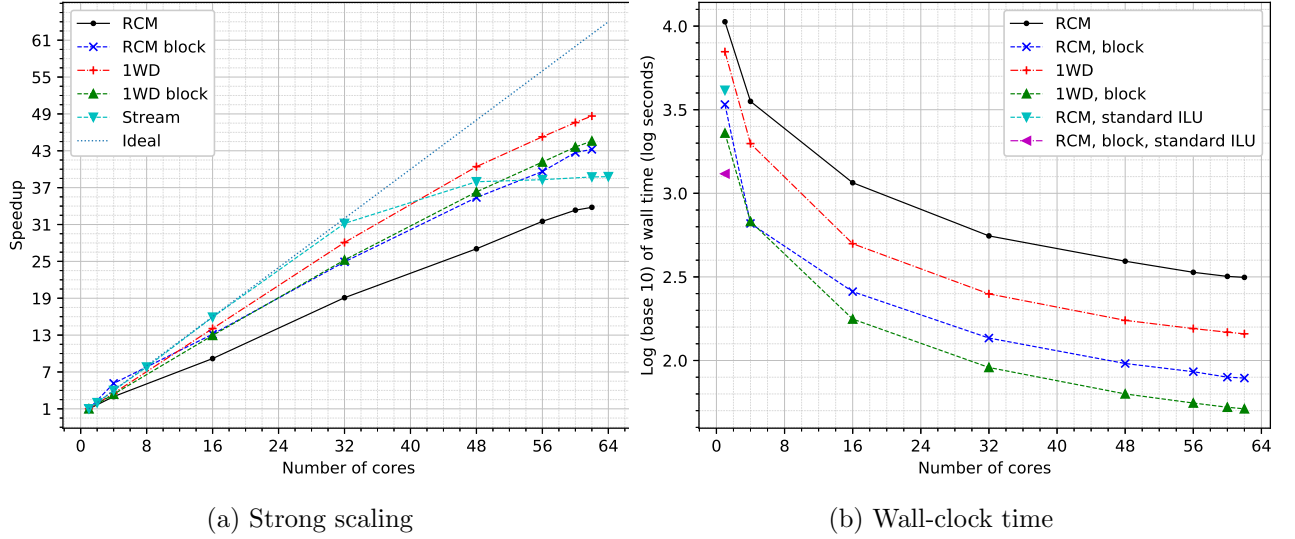 RCM
RCM block
1WD
1WD block
Stream
Ideal
61
55
49
43
37
31
25
19
13
7
1
Speedup
0 8 16 24 32 40 48 56 64
Number of cores
(a) Strong scaling
RCM
RCM, block
1WD
1WD, block
RCM, standard ILU
RCM, block, standard ILU
4.0
3.5
3.0
2.5
2.0
Log (base 10) of wall time (log seconds)
0 8 16 24 32 40 48 56 64
Number of cores
(b) Wall-clock time